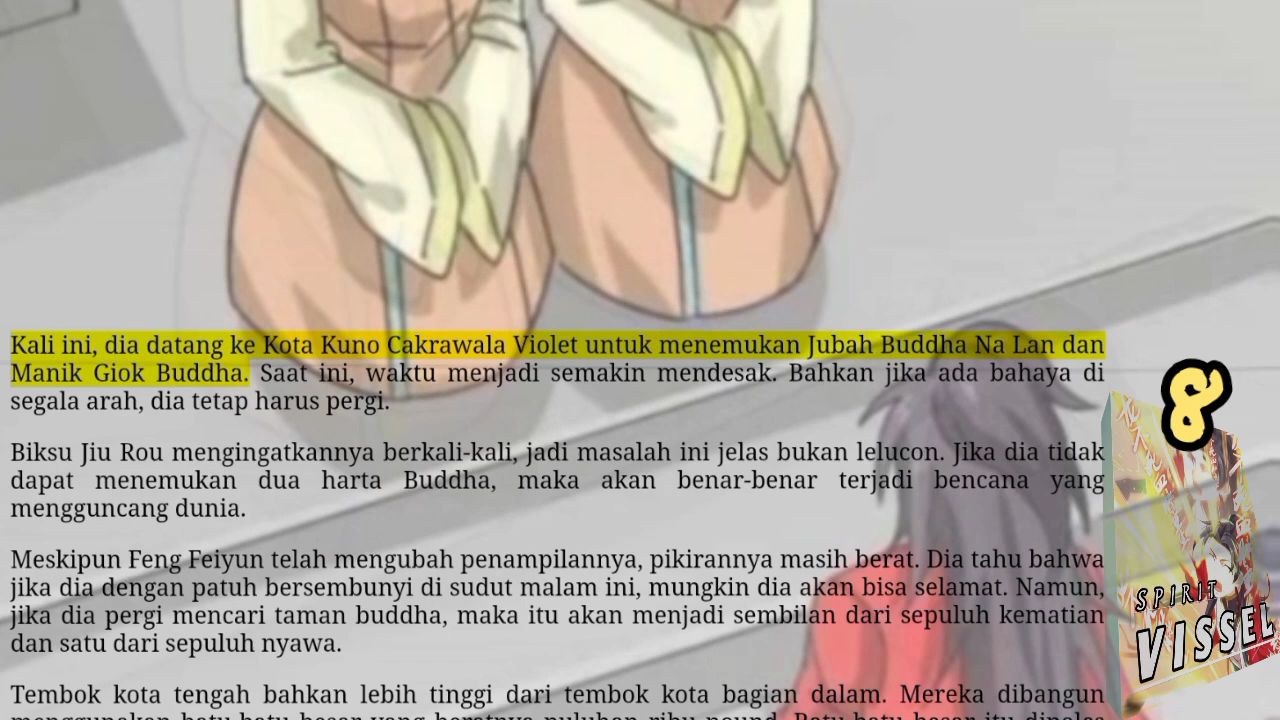 Kali ini, dia datang ke Kota Kuno Cakrawala Violet untuk menemukan Jubah Buddha Na Lan dan
Manik Giok Buddha. Saat ini, waktu menjadi semakin mendesak. Bahkan jika ada bahaya di
segala arah, dia tetap harus pergi.
Biksu Jiu Rou mengingatkannya berkali-kali, jadi masalah ini jelas bukan lelucon. Jika dia tidak
dapat menemukan dua harta Buddha, maka akan benar-benar terjadi bencana yang
mengguncang dunia.
Meskipun Feng Feiyun telah mengubah penampilannya, pikirannya masih berat. Dia tahu bahwa
jika dia dengan patuh bersembunyi di sudut malam ini, mungkin dia akan bisa selamat. Namun,
jika dia pergi mencari taman buddha, maka itu akan menjadi sembilan dari sepuluh kematian
dan satu dari sepuluh nyawa.
Tembok kota tengah bahkan lebih tinggi dari tembok kota bagian dalam. Mereka dibangun
8
SPIRIT
VISSEL